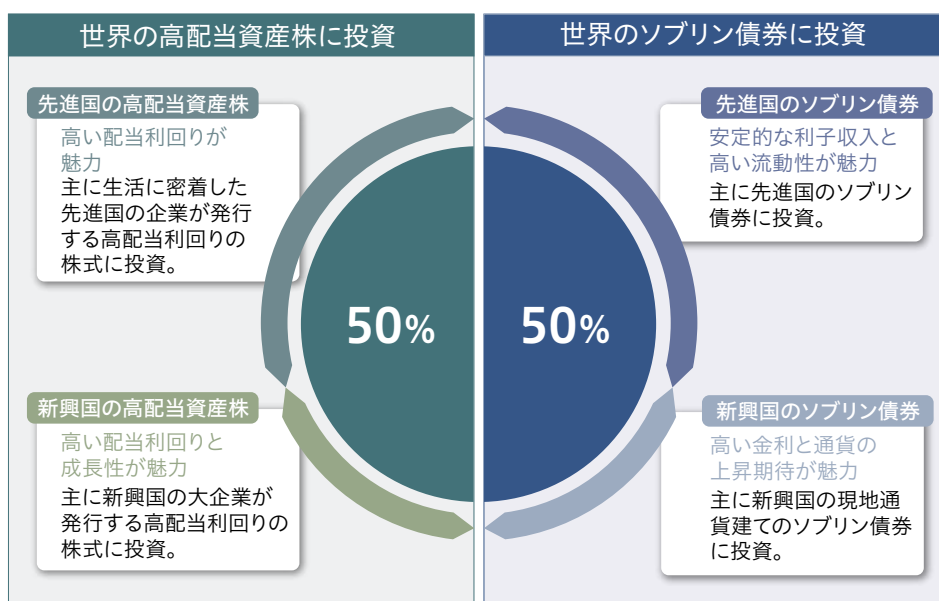 世界の高配当資産株に投資
先進国の高配当資産株
高い配当利回りが
魅力
主に生活に密着した
先進国の企業が発行
する高配当利回りの
株式に投資。
50%
新興国の高配当資産株
高い配当利回りと
成長性が魅力
主に新興国の大企業が
発行する高配当利回りの
株式に投資。
世界のソブリン債券に投資
先進国のソブリン債券
安定的な利子収入と
高い流動性が魅力
主に先進国のソブリン
債券に投資。
50%
新興国のソブリン債券
高い金利と通貨の
上昇期待が魅力
主に新興国の現地通
貨建てのソブリン債券
に投資。